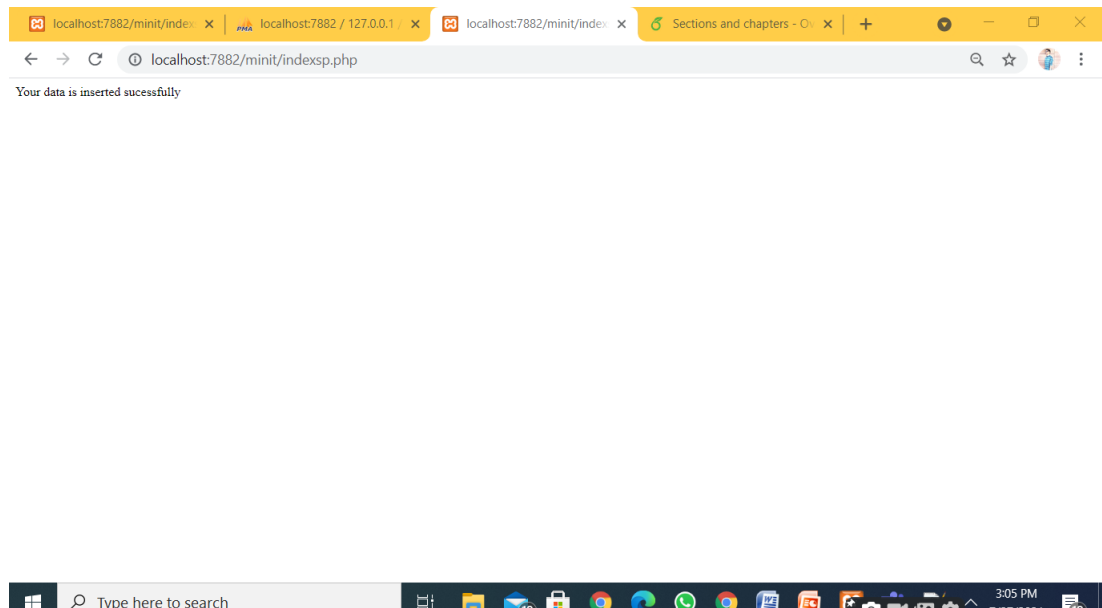 localhost:7882/minit/index
localhost:7882 / 127.0.0.1 /
localhost:7882/minit/index
Sections and chapters - Ov
localhost:7882/minit/indexsp.php
Your data is inserted sucessfully
Type here to search
3:05 PM